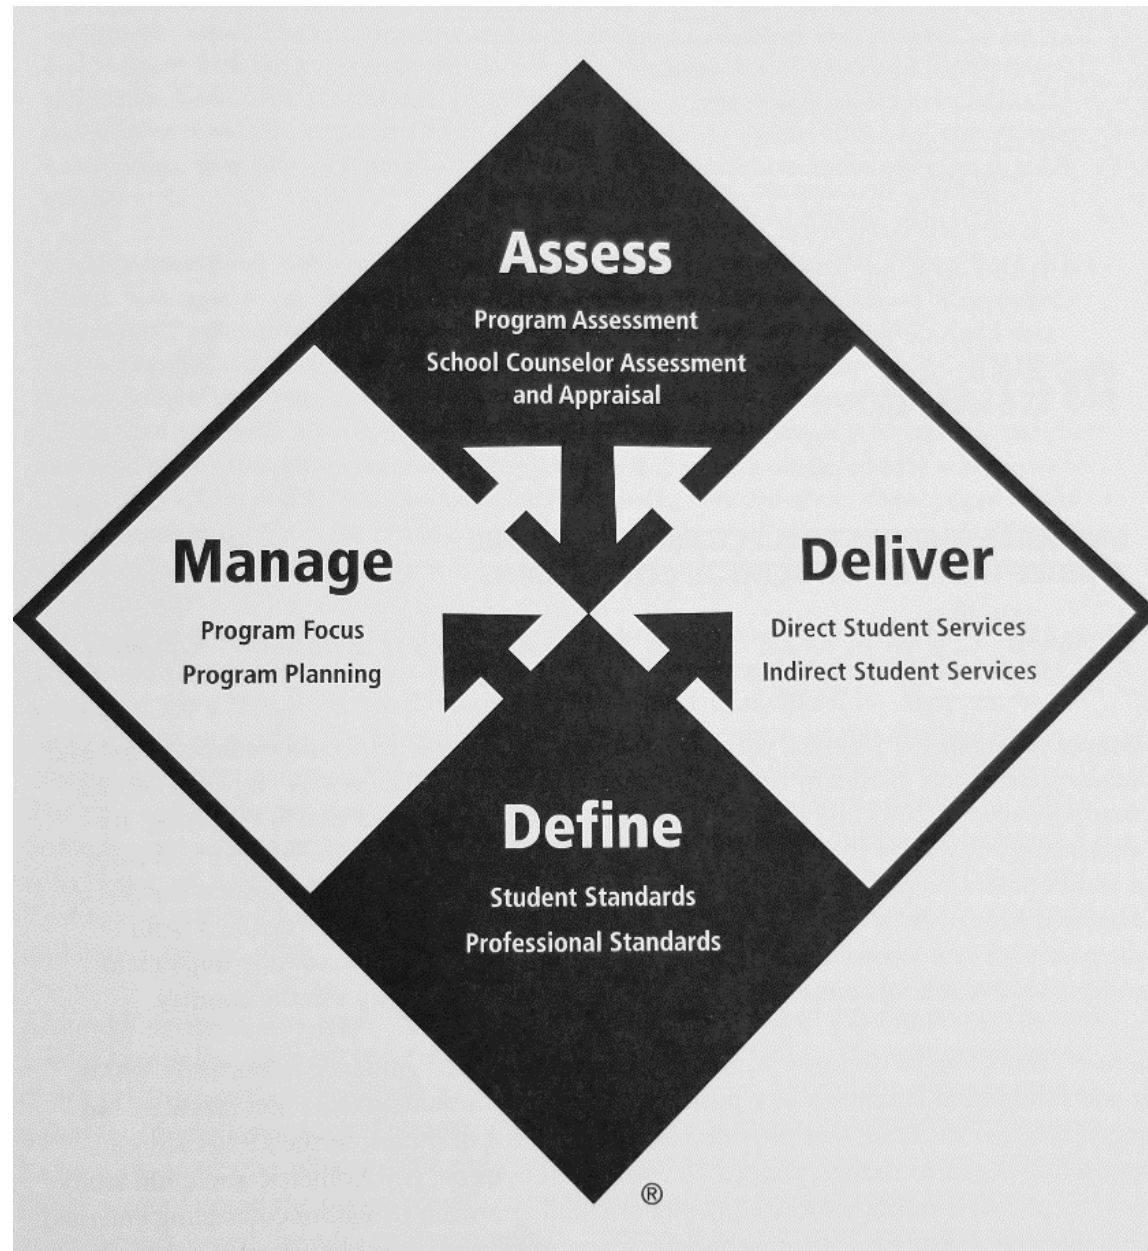 Assess
Program Assessment
School Counselor Assessment
and Appraisal
Manage
Program Focus
Program Planning
Deliver
Direct Student Services
Indirect Student Services
Define
Student Standards
Professional Standards
®